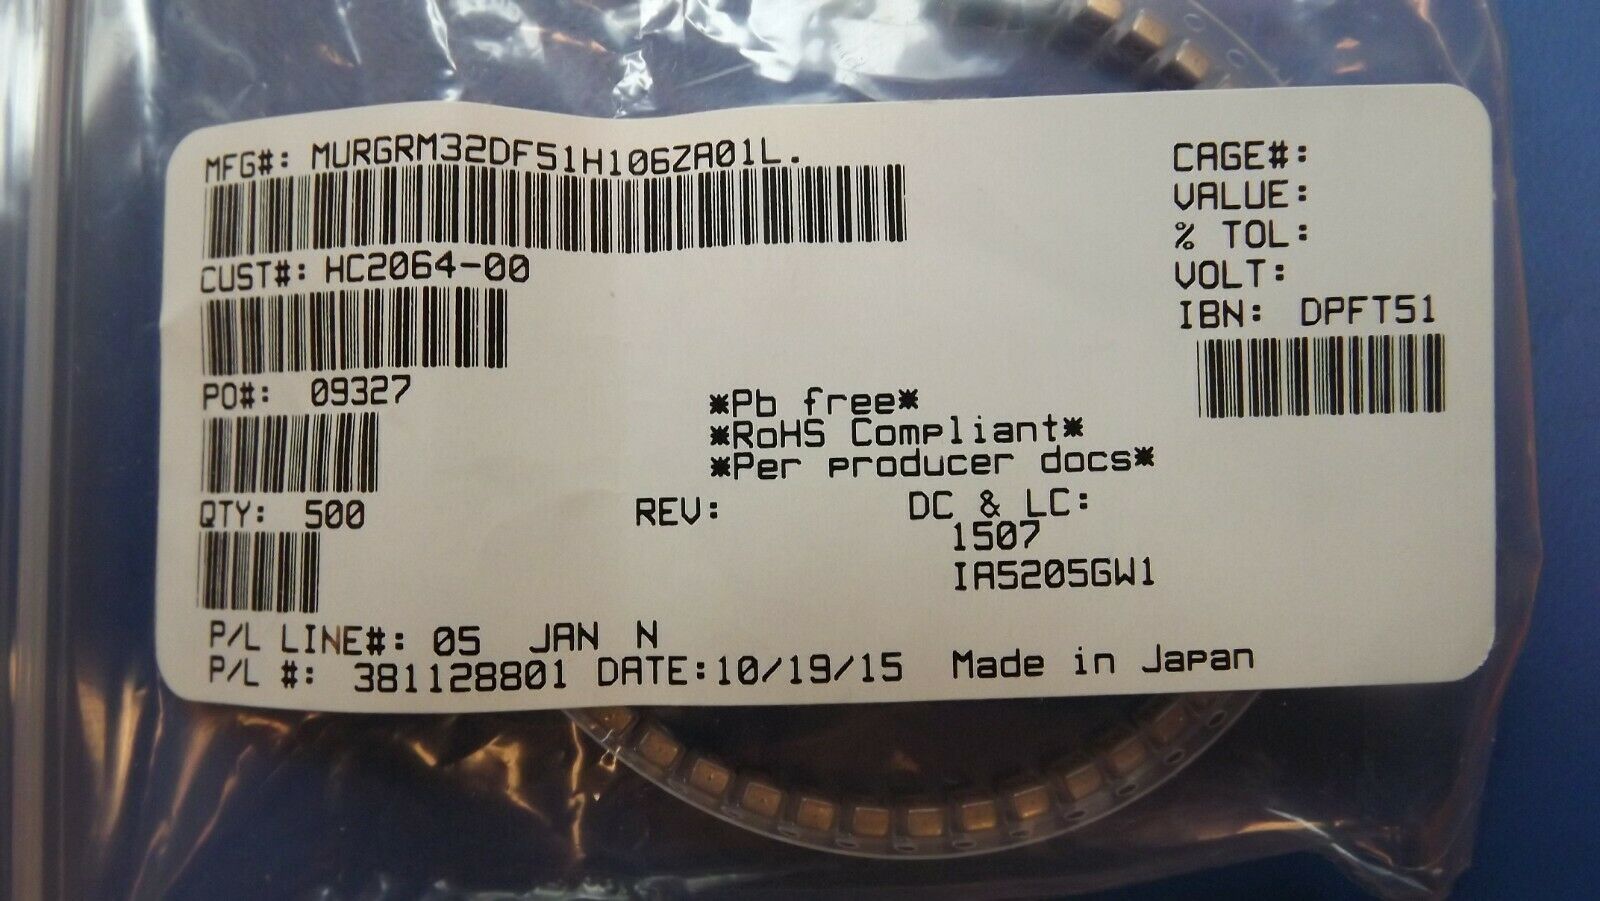 MFG#: MURGRM32DF51H106ZA01L.
CUST#: HC2064-00
PO#: 09327
QTY: 500
CAGE#:
VALUE:
% TOL:
VOLT:
IBN: DPFT51
*Pb free*
*RoHS Compliant*
*Per producer docs*
REV:
DC & LC:
1507
IA5205GW1
P/L LINE#: 05 JAN N
P/L #: 381128801 DATE:10/19/15 Made in Japan